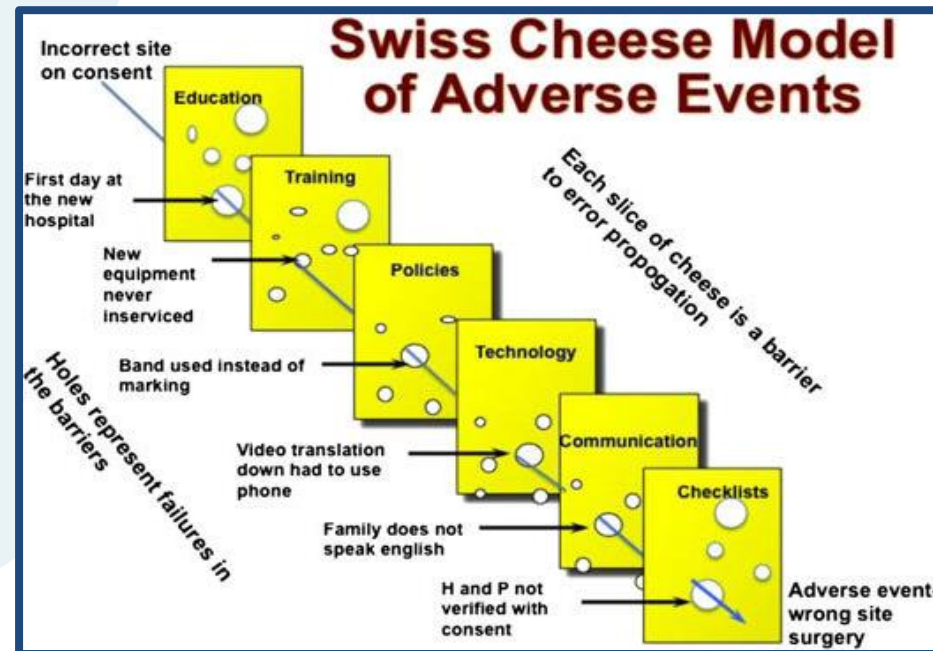 Swiss Cheese Model
of Adverse Events
Incorrect site
on consent
Education
First day at
the new
hospital
Training
New
equipment
never
inserviced
Each slice of cheese is a barrier
to error propogation
Policies
Band used instead of
marking
Technology
Holes represent failures in
the barriers
Video translation
down had to use
phone
Communication
Family does not
speak english
Checklists
H and P not
verified with
consent
Adverse event
wrong site
surgery